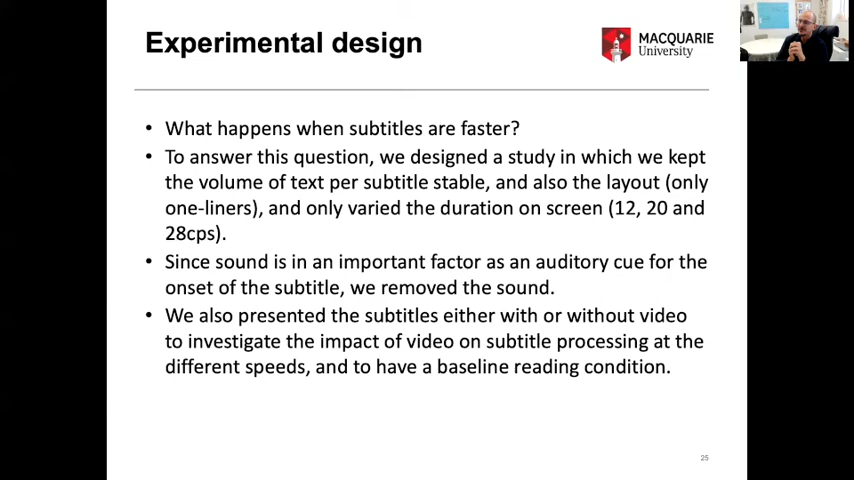 Experimental design
MACQUARIE
University
• What happens when subtitles are faster?
• To answer this question, we designed a study in which we kept
the volume of text per subtitle stable, and also the layout (only
one-liners), and only varied the duration on screen (12, 20 and
28cps).
• Since sound is in an important factor as an auditory cue for the
onset of the subtitle, we removed the sound.
• We also presented the subtitles either with or without video
to investigate the impact of video on subtitle processing at the
different speeds, and to have a baseline reading condition.
25